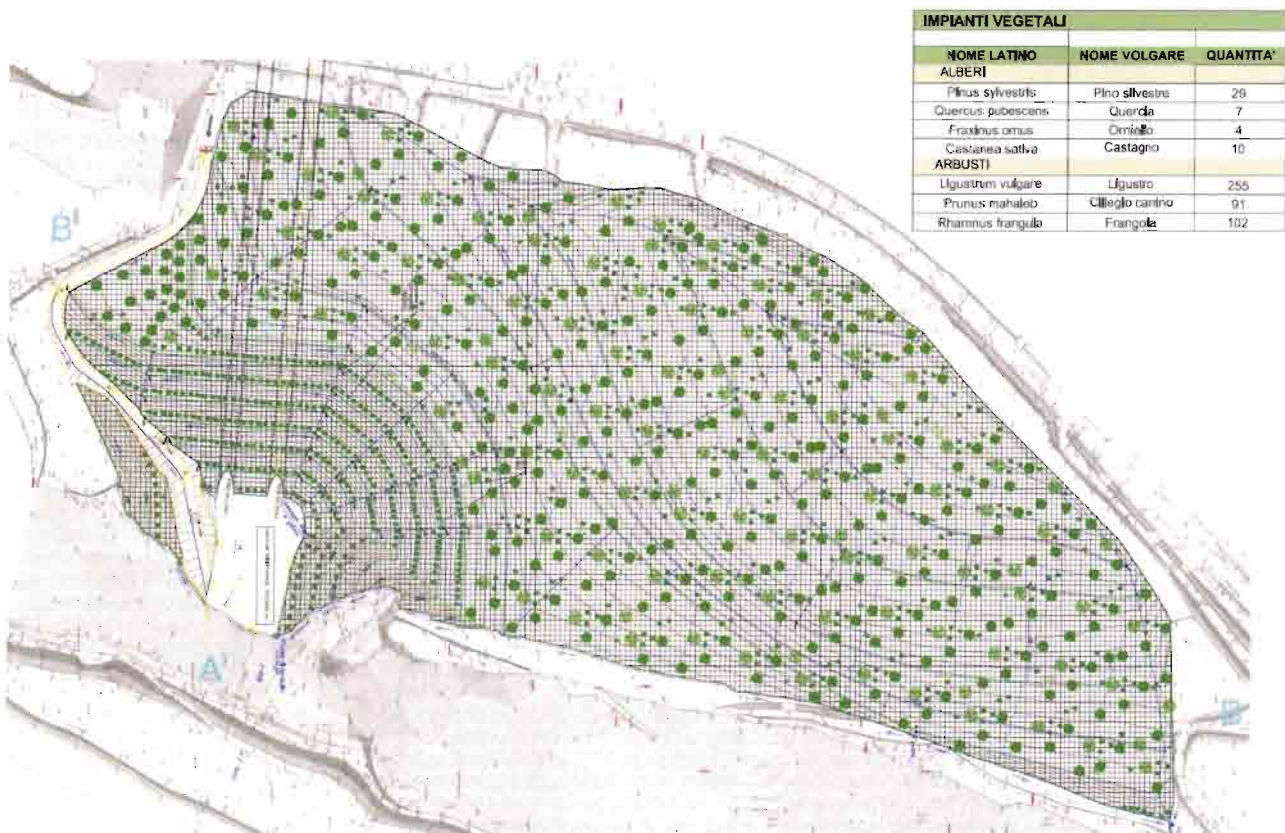 IMPIANTI VEGETALI
NOME LATINO NOME VOLGARE QUANTITA'
ALBERI
Pinus sylvestris Pino silvestre 29
Quercus pubescens Quercia 7
Fraxinus ornus Orniello 4
Castanea sativa Castagno 10
ARBUSTI
Ligustrum vulgare Ligustro 255
Prunus mahaleb Ciliegio canino 91
Rhamnus frangula Frangola 102
B'
A
A'
B